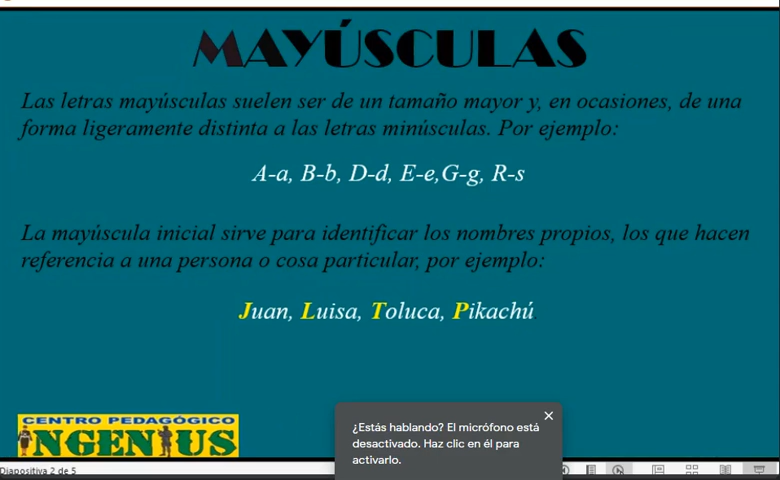 MAYÚSCULAS
Las letras mayúsculas suelen ser de un tamaño mayor y, en ocasiones, de una
forma ligeramente distinta a las letras minúsculas. Por ejemplo:
A-a, B-b, D-d, E-e,G-g, R-s
La mayúscula inicial sirve para identificar los nombres propios, los que hacen
referencia a una persona o cosa particular, por ejemplo:
Juan, Luisa, Toluca, Pikachú.
CENTRO PEDAGÓGICO
INGENIUS
¿Estás hablando? El micrófono está
desactivado. Haz clic en él para
activarlo.
Diapositiva 2 de 5